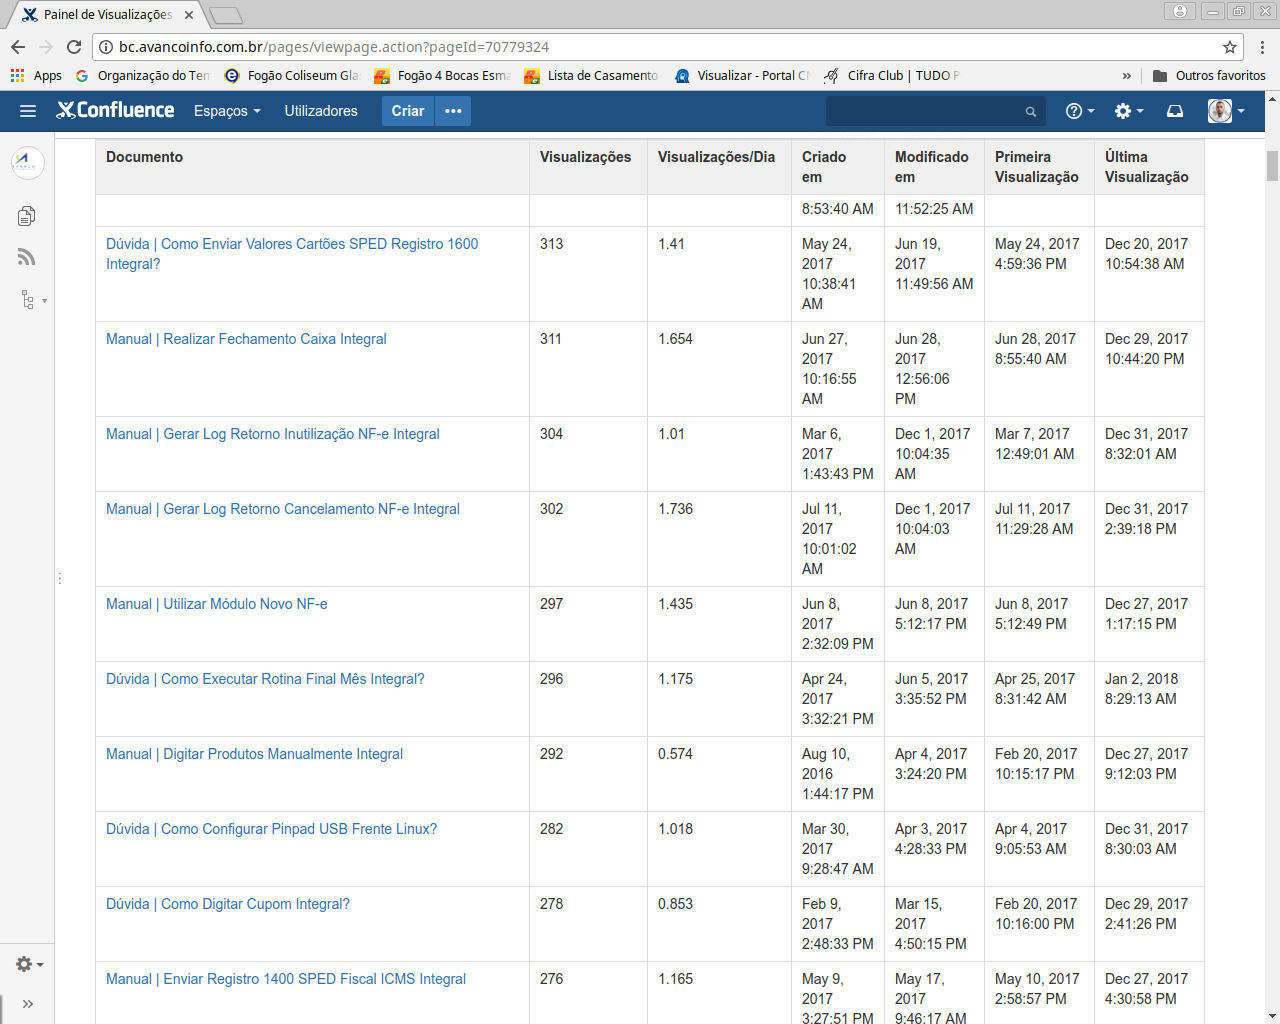 Painel de Visualizações
bc.avancoinfo.com.br/pages/viewpage.action?pageId=70779324
Apps Organização do Ter Fogão Coliseum Gla Fogão 4 Bocas Esma Lista de Casamento Visualizar - Portal Cl Cifra Club | TUDO P » Outros favoritos
Confluence Espaços Utilizadores Criar •••
Documento Visualizações Visualizações/Dia Criado em Modificado em Primeira Visualização Última Visualização
8:53:40 AM 11:52:25 AM
Dúvida | Como Enviar Valores Cartões SPED Registro 1600 Integral? 313 1.41 May 24, 2017 10:38:41 AM Jun 19, 2017 11:49:56 AM May 24, 2017 4:59:36 PM Dec 20, 2017 10:54:38 AM
Manual | Realizar Fechamento Caixa Integral 311 1.654 Jun 27, 2017 10:16:55 AM Jun 28, 2017 12:56:06 PM Jun 28, 2017 8:55:40 AM Dec 29, 2017 10:44:20 PM
Manual | Gerar Log Retorno Inutilização NF-e Integral 304 1.01 Mar 6, 2017 1:43:43 PM Dec 1, 2017 10:04:35 AM Mar 7, 2017 12:49:01 AM Dec 31, 2017 8:32:01 AM
Manual | Gerar Log Retorno Cancelamento NF-e Integral 302 1.736 Jul 11, 2017 10:01:02 AM Dec 1, 2017 10:04:03 AM Jul 11, 2017 11:29:28 AM Dec 31, 2017 2:39:18 PM
Manual | Utilizar Módulo Novo NF-e 297 1.435 Jun 8, 2017 2:32:09 PM Jun 8, 2017 5:12:17 PM Jun 8, 2017 5:12:49 PM Dec 27, 2017 1:17:15 PM
Dúvida | Como Executar Rotina Final Mês Integral? 296 1.175 Apr 24, 2017 3:32:21 PM Jun 5, 2017 3:35:52 PM Apr 25, 2017 8:31:42 AM Jan 2, 2018 8:29:13 AM
Manual | Digitar Produtos Manualmente Integral 292 0.574 Aug 10, 2016 1:44:17 PM Apr 4, 2017 3:24:20 PM Feb 20, 2017 10:15:17 PM Dec 27, 2017 9:12:03 PM
Dúvida | Como Configurar Pinpad USB Frente Linux? 282 1.018 Mar 30, 2017 9:28:47 AM Apr 3, 2017 4:28:33 PM Apr 4, 2017 9:05:53 AM Dec 31, 2017 8:30:03 AM
Dúvida | Como Digitar Cupom Integral? 278 0.853 Feb 9, 2017 2:48:33 PM Mar 15, 2017 4:50:15 PM Feb 20, 2017 10:16:00 PM Dec 29, 2017 2:41:26 PM
Manual | Enviar Registro 1400 SPED Fiscal ICMS Integral 276 1.165 May 9, 2017 3:27:51 PM May 17, 2017 9:46:17 AM May 10, 2017 2:58:57 PM Dec 27, 2017 4:30:58 PM